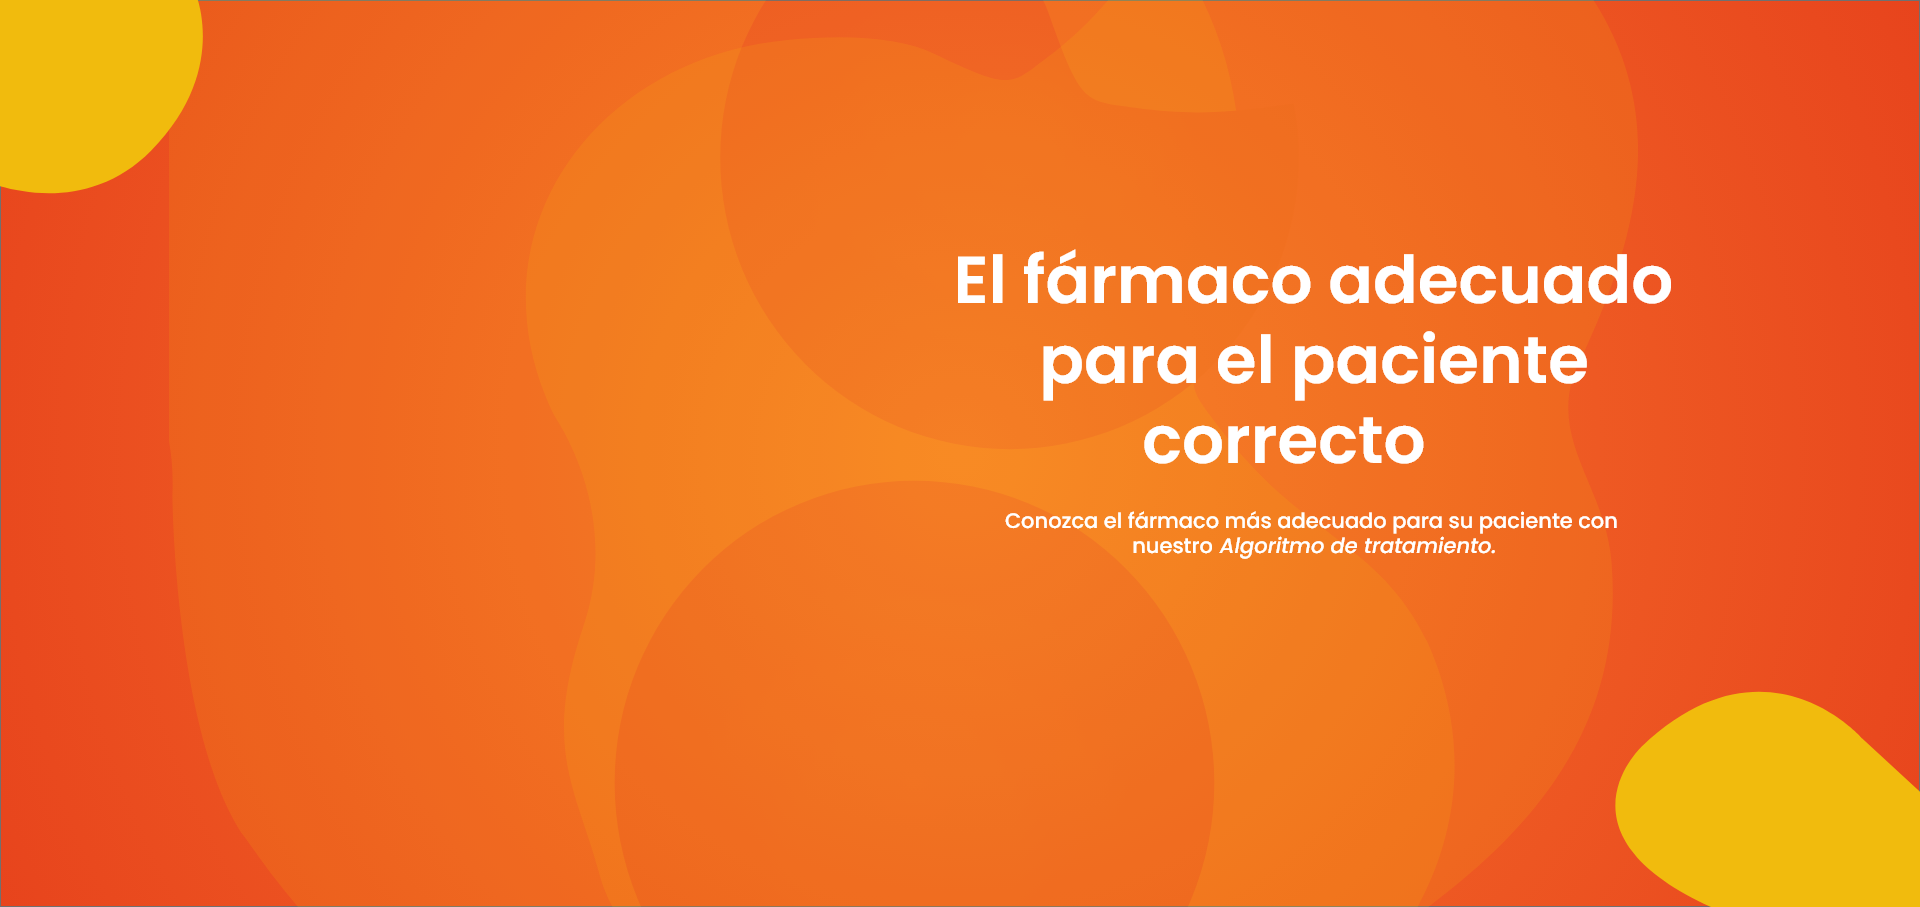 El fármaco adecuado
para el paciente
correcto
Conozca el fármaco más adecuado para su paciente con
nuestro Algoritmo de tratamiento.